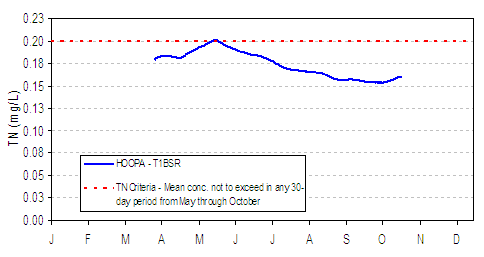 0.23
0.20
0.18
0.15
0.13
0.10
0.08
0.05
0.03
0.00
TN (mg/L)
HOOPA - T1BSR
TN Criteria - Mean conc. not to exceed in any 30-
day period from May through October
J F M A M J J A S O N D